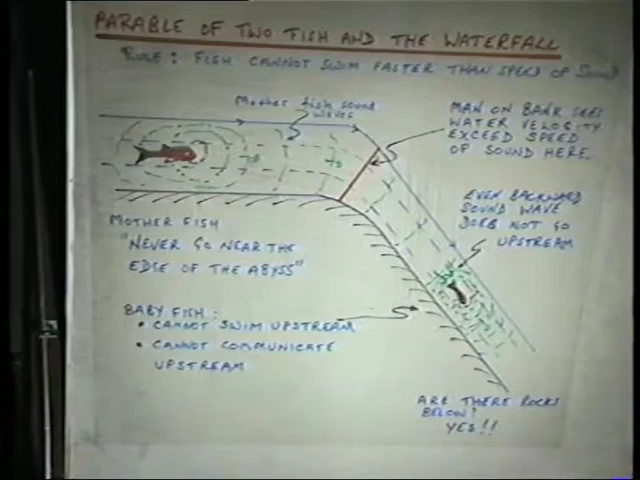 PARABLE OF TWO FISH AND THE WATERFALL
RULE: FISH CANNOT SWIM FASTER THAN SPEED OF SOUND
Mother fish sound
waves
MAN ON BANK SEES
WATER VELOCITY
EXCEED SPEED
OF SOUND HERE.
EVEN BACKWARD
SOUND WAVE
DOES NOT GO
UPSTREAM
MOTHER FISH
"NEVER GO NEAR THE
EDGE OF THE ABYSS"
BABY FISH:
• CANNOT SWIM UPSTREAM
• CANNOT COMMUNICATE
UPSTREAM
ARE THERE ROCKS
BELOW?
YES!!